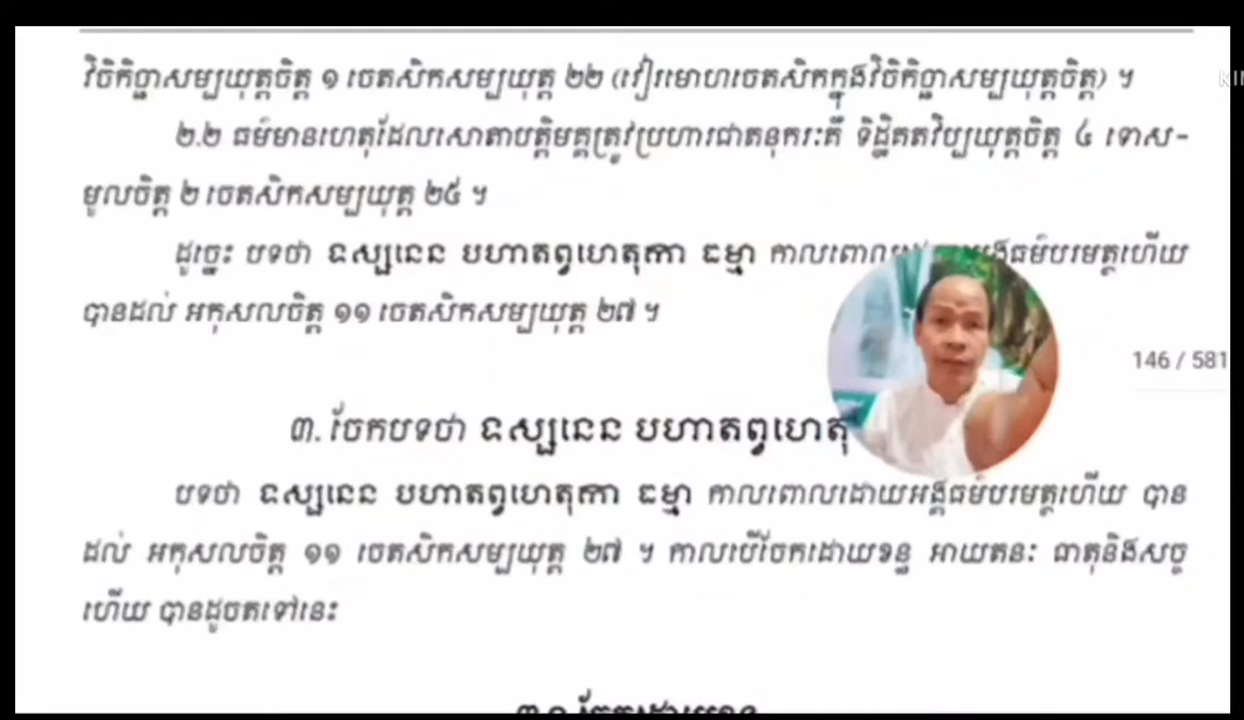 វិចិកិច្ឆាសម្បយុត្តចិត្ត ១ ចេតសិកសម្បយុត្ត ២២ (វៀរមោហចេតសិកក្នុងវិចិកិច្ឆាសម្បយុត្តចិត្ត) ។
២.២ ធម៌មានហេតុដែលសោតាបត្តិមគ្គត្រូវប្រហារជាតនុករៈគឺ ទិដ្ឋិគតវិប្បយុត្តចិត្ត ៤ ទោស-
មូលចិត្ត ២ ចេតសិកសម្បយុត្ត ២៥ ។
ដូច្នេះ បទថា ទស្សនេន បហាតព្វហេតុកា ធម្មា កាលពោល ធម៌បរមត្ថហើយ
បានដល់ អកុសលចិត្ត ១១ ចេតសិកសម្បយុត្ត ២៧ ។
146 / 581
៣. ចែកបទថា ទស្សនេន បហាតព្វហេតុ
បទថា ទស្សនេន បហាតព្វហេតុកា ធម្មា កាលពោលដោយអង្គធម៌បរមត្ថហើយ បាន
ដល់ អកុសលចិត្ត ១១ ចេតសិកសម្បយុត្ត ២៧ ។ កាលបើចែកដោយខន្ធ អាយតនៈ ធាតុនិងសច្ច
ហើយ បានដូចតទៅនេះ